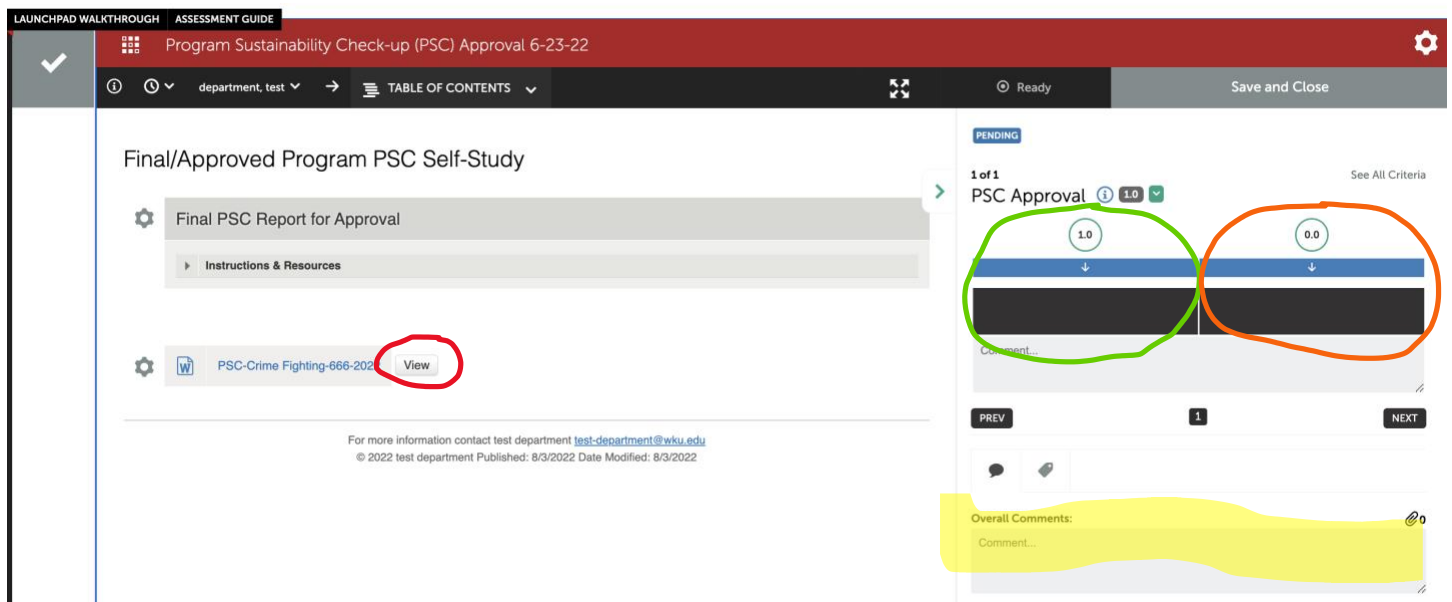 LAUNCHPAD WALKTHROUGH ASSESSMENT GUIDE
Program Sustainability Check-up (PSC) Approval 6-23-22
department, test TABLE OF CONTENTS Ready Save and Close
PENDING
Final/Approved Program PSC Self-Study
1 of 1 See All Criteria
PSC Approval 1.0
Final PSC Report for Approval
1.0 0.0
Instructions & Resources
Comment...
PSC-Crime Fighting-666-202 View
PREV 1 NEXT
For more information contact test department test-department@wku.edu
© 2022 test department Published: 8/3/2022 Date Modified: 8/3/2022
Overall Comments: 0
Comment...